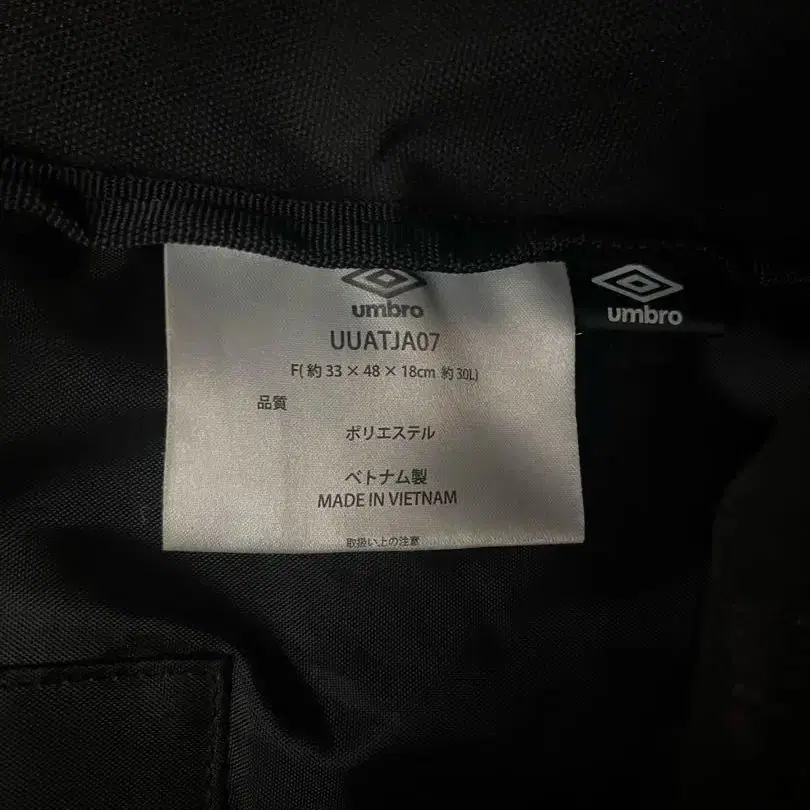 umbro
UUATJA07
F( 約 33 × 48 × 18cm 約 30L)
品質
ポリエステル
ベトナム製
MADE IN VIETNAM
取扱い上の注意
umbro